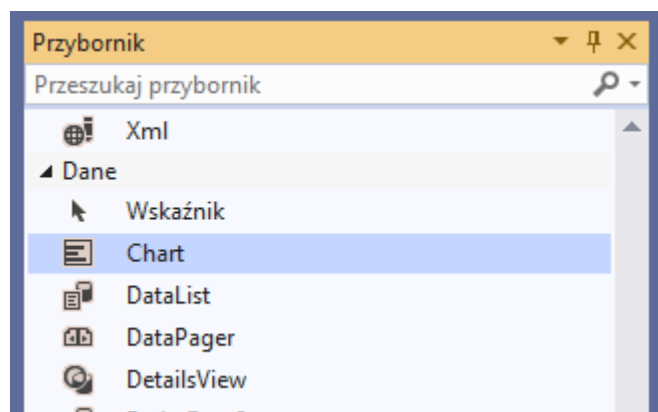 Przybornik
Przeszukaj przybornik
Xml
Dane
Wskaźnik
Chart
DataList
DataPager
DetailsView